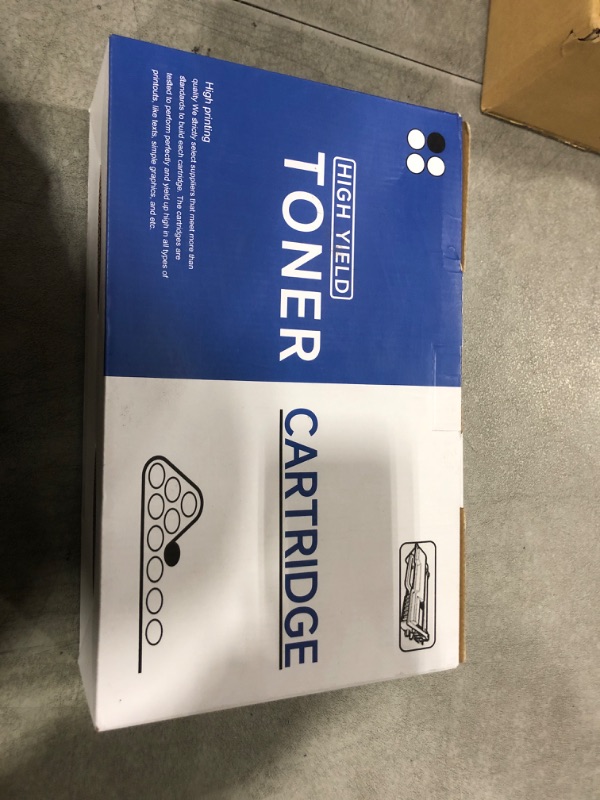 HIGH YIELD
TONER CARTRIDGE
High printing
quality We strictly select suppliers that meet more than
standards to build each cartridge. The cartridges are
tested to perform perfectly and yield up high in all types of
printouts, like texts, simple graphics, and etc.